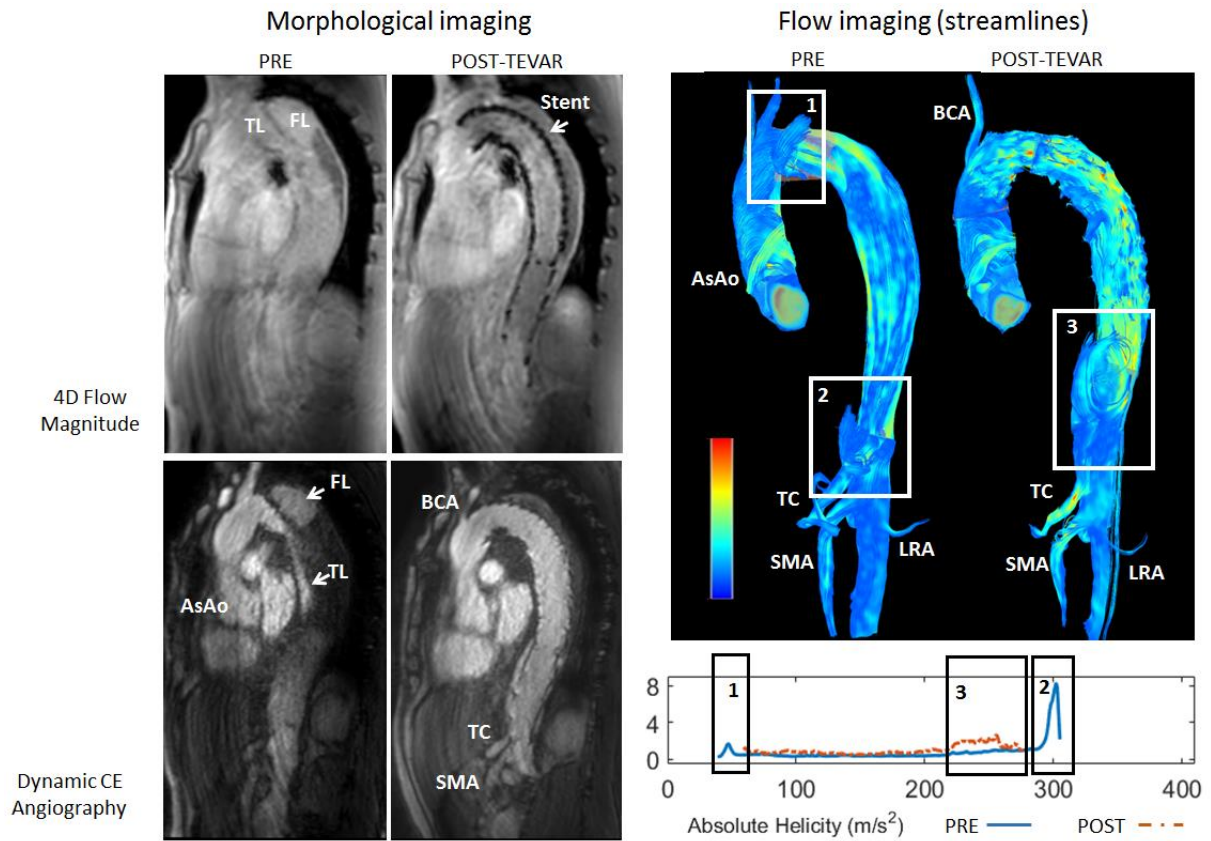 Morphological imaging
PRE
POST-TEVAR
TL
FL
Stent
4D Flow
Magnitude
FL
TL
AsAo
BCA
TC
SMA
Dynamic CE
Angiography
Flow imaging (streamlines)
PRE
POST-TEVAR
1
BCA
AsAo
3
2
TC
SMA
LRA
TC
SMA
LRA
8
4
0
1
3
2
0
100
200
300
400
Absolute Helicity (m/s²)
PRE
POST